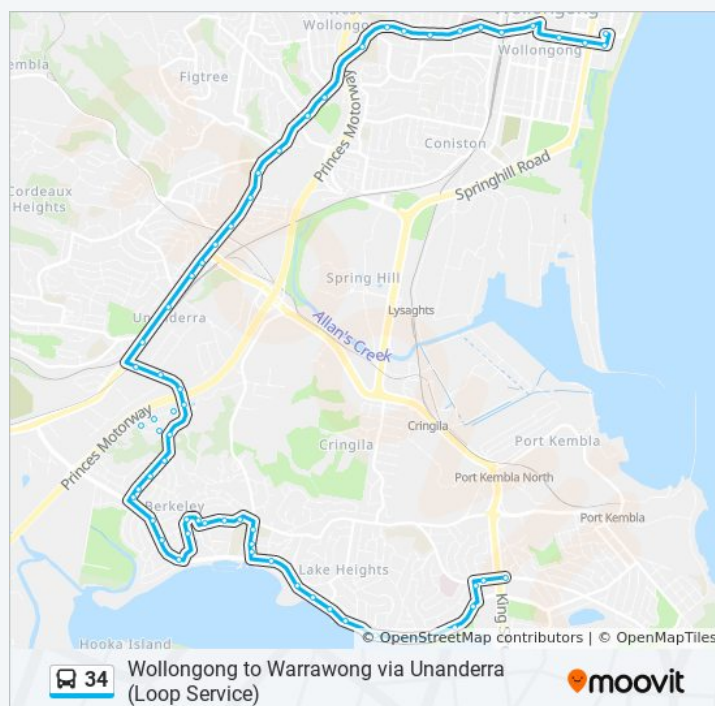 Wollongong
West
Wollongong
Wollongong
Figtree
Princes Motorway
Coniston
Springhill Road
Cordeaux
Heights
Spring Hill
Lysaghts
Unanderra
Allan's Creek
Princes Motorway
Cringila
Cringila
Port Kembla
Port Kembla North
Berkeley
Port Kembla
Lake Heights
King S
Hooka Island
© OpenStreetMap contributors | © OpenMapTiles
34
Wollongong to Warrawong via Unanderra
(Loop Service)
moovit